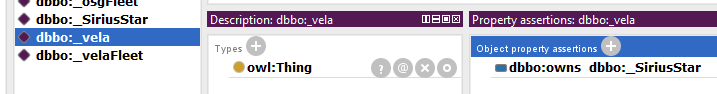 dbbo:_osgFleet
dbbo:_SiriusStar
dbbo:_vela
dbbo:_velaFleet
Description: dbbo:_vela
Types
owl:Thing
Property assertions: dbbo:_vela
Object property assertions
dbbo:owns dbbo:_SiriusStar